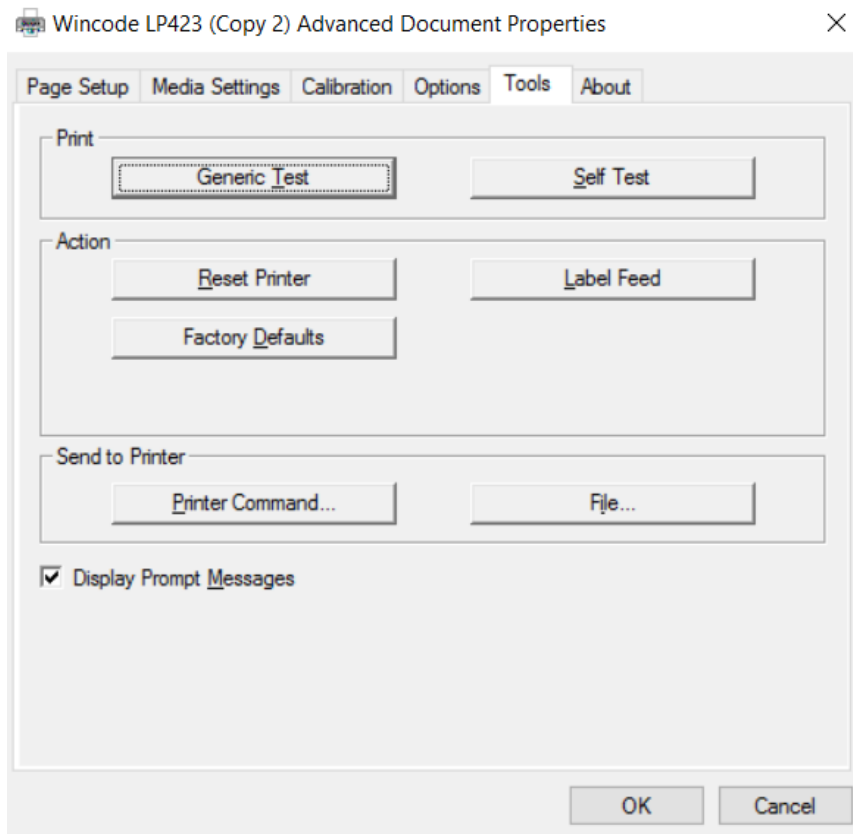 Wincode LP423 (Copy 2) Advanced Document Properties
Page Setup Media Settings Calibration Options Tools About
Print
Generic Test Self Test
Action
Reset Printer Label Feed
Factory Defaults
Send to Printer
Printer Command... File...
Display Prompt Messages
OK Cancel